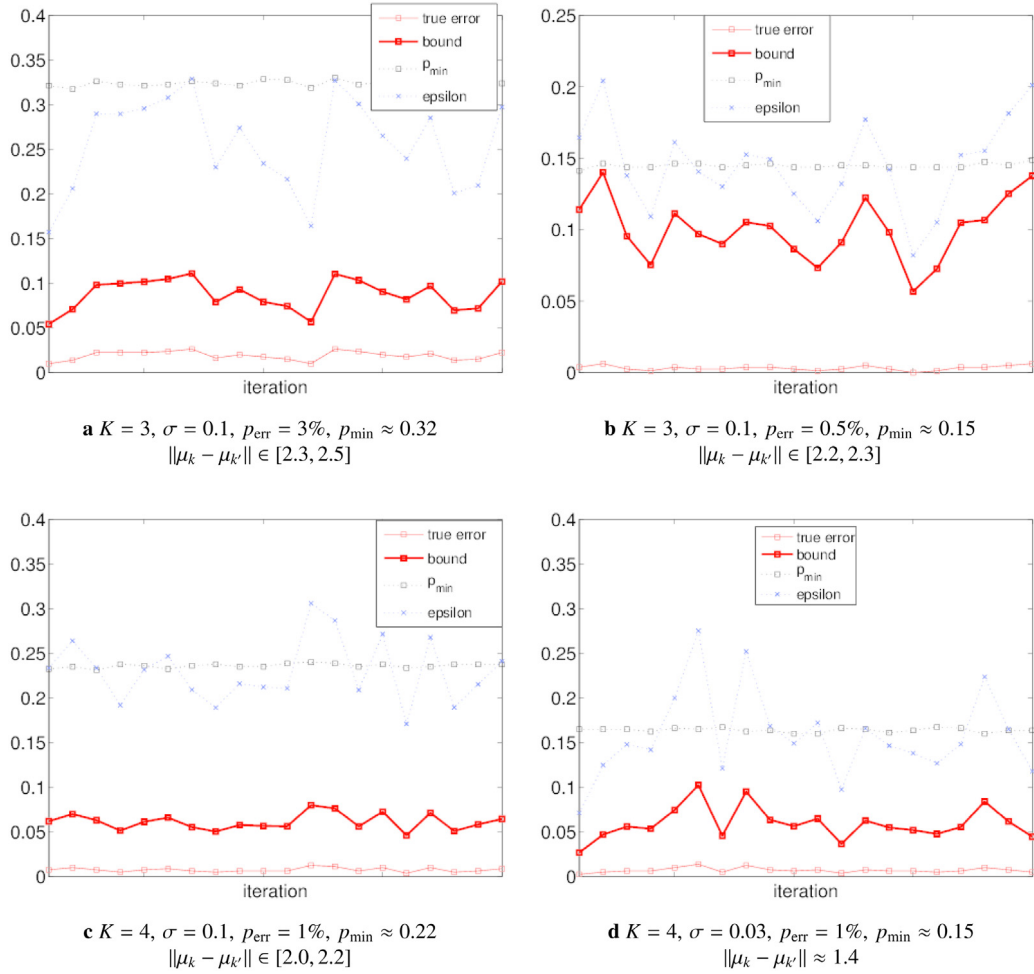 0.4
0.35
0.3
0.25
0.2
0.15
0.1
0.05
0
true error
bound
p_min
epsilon
iteration
a K = 3, σ = 0.1, p_err = 3%, p_min ≈ 0.32
||μ_k − μ_k′|| ∈ [2.3, 2.5]
0.25
0.2
0.15
0.1
0.05
0
true error
bound
p_min
epsilon
iteration
b K = 3, σ = 0.1, p_err = 0.5%, p_min ≈ 0.15
||μ_k − μ_k′|| ∈ [2.2, 2.3]
0.4
0.35
0.3
0.25
0.2
0.15
0.1
0.05
0
true error
bound
p_min
epsilon
iteration
c K = 4, σ = 0.1, p_err = 1%, p_min ≈ 0.22
||μ_k − μ_k′|| ∈ [2.0, 2.2]
0.4
0.35
0.3
0.25
0.2
0.15
0.1
0.05
0
true error
bound
p_min
epsilon
iteration
d K = 4, σ = 0.03, p_err = 1%, p_min ≈ 0.15
||μ_k − μ_k′|| ≈ 1.4